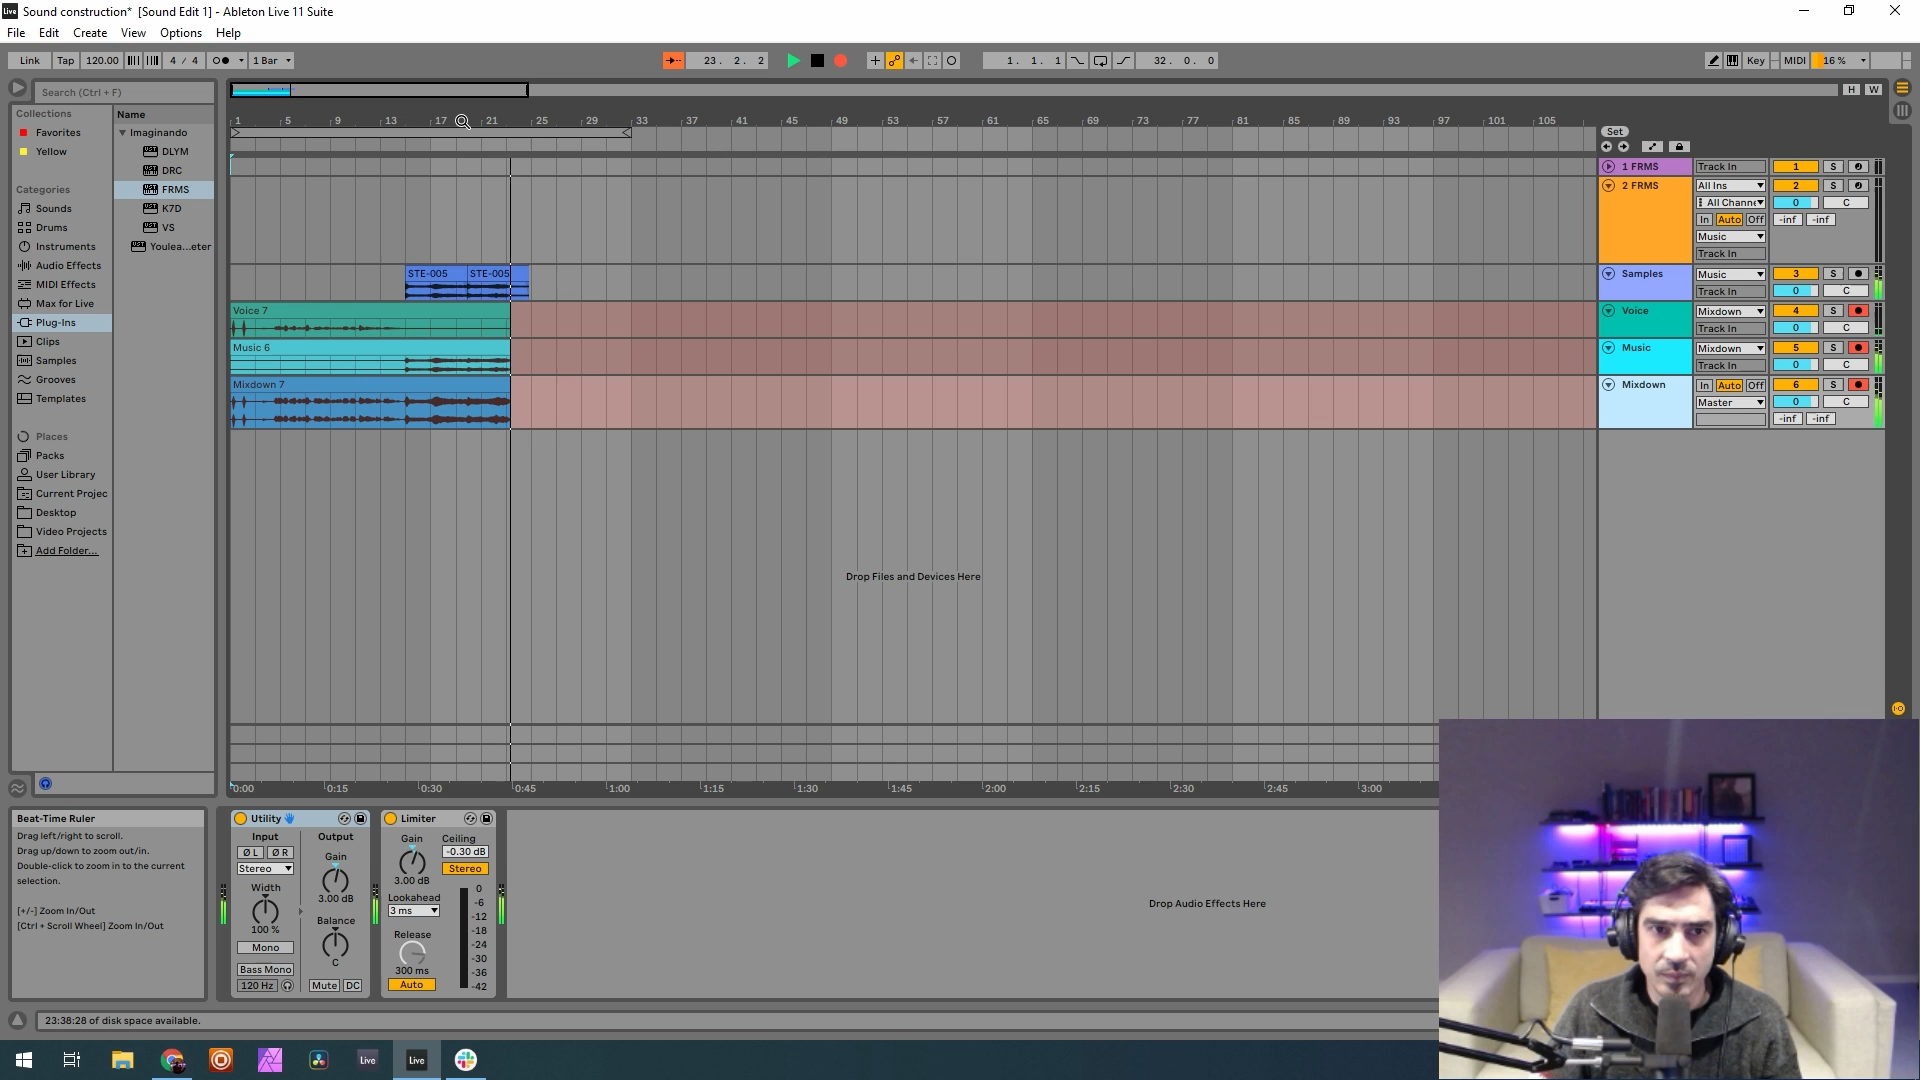 Live Sound construction* [Sound Edit 1] - Ableton Live 11 Suite
File Edit Create View Options Help
Link Tap 120.00 4 / 4 1 Bar 23. 2. 2 1. 1. 1 32. 0. 0 Key MIDI 16 %
Search (Ctrl + F)
H W
Collections
Favorites
Yellow
Categories
Sounds
Drums
Instruments
Audio Effects
MIDI Effects
Max for Live
Plug-Ins
Clips
Samples
Grooves
Templates
Places
Packs
User Library
Current Projec
Desktop
Video Projects
Add Folder...
Name
Imaginando
DLYM
DRC
FRMS
K7D
VS
Youlea...eter
1 5 9 13 17 21 25 29 33 37 41 45 49 53 57 61 65 69 73 77 81 85 89 93 97 101 105
Set
STE-005 STE-005
Voice 7
Music 6
Mixdown 7
Drop Files and Devices Here
1 FRMS Track In 1 S
2 FRMS All Ins 2 S
All Channe 0 C
In Auto Off -inf -inf
Music
Track In
Samples Music 3 S
Track In 0 C
Voice Mixdown 4 S
Track In 0 C
Music Mixdown 5 S
Track In 0 C
Mixdown In Auto Off 6 S
Master 0 C
-inf -inf
0:00 0:15 0:30 0:45 1:00 1:15 1:30 1:45 2:00 2:15 2:30 2:45 3:00
Beat-Time Ruler
Drag left/right to scroll.
Drag up/down to zoom out/in.
Double-click to zoom in to the current
selection.
[+/-] Zoom In/Out
[Ctrl + Scroll Wheel] Zoom In/Out
Utility
Input Output
Ø L Ø R
Gain
Stereo
3.00 dB
Width
100 %
Balance
C
Mono
Bass Mono
120 Hz Mute DC
Limiter
Gain Ceiling
-0.30 dB
3.00 dB Stereo
Lookahead
3 ms
Release
300 ms
Auto
0
-6
-12
-18
-24
-30
-36
-42
Drop Audio Effects Here
23:38:28 of disk space available.
Live Live